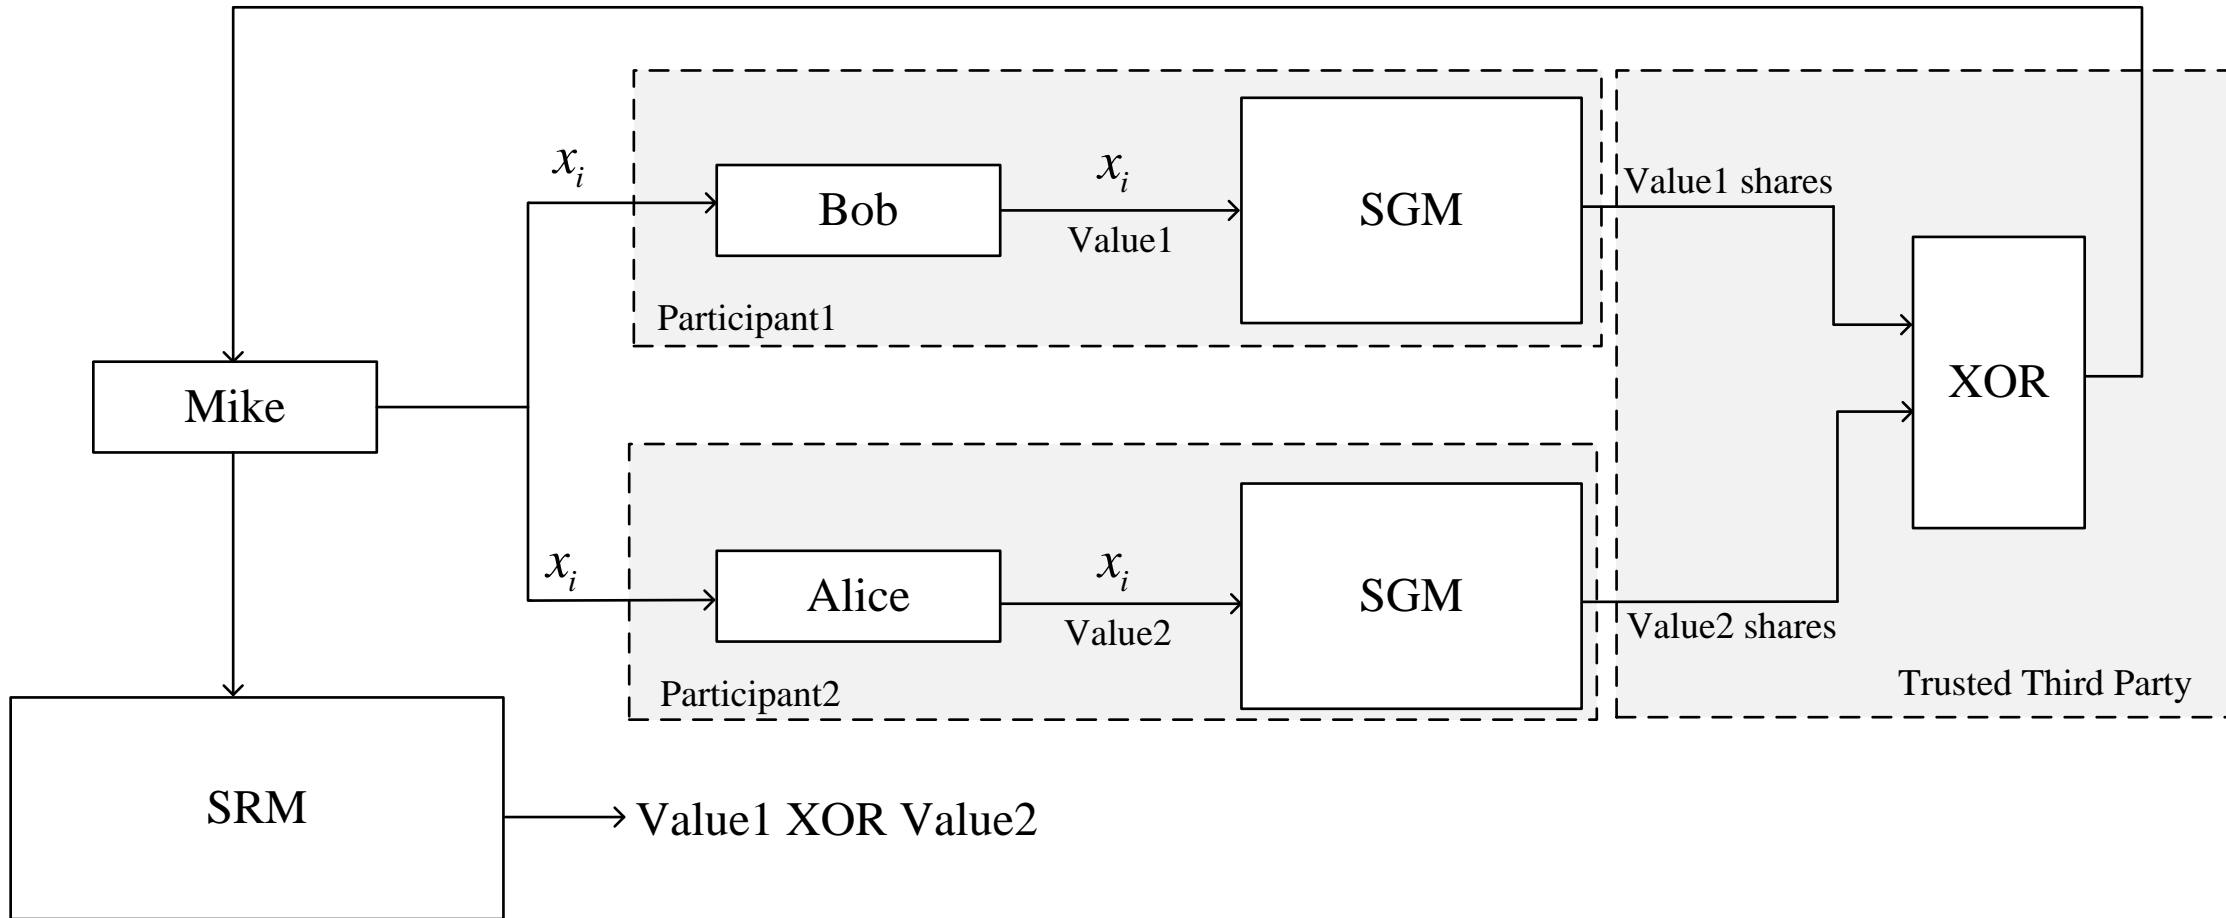 x_i
Bob
x_i
Value1
SGM
Value1 shares
Participant1
Mike
XOR
x_i
Alice
x_i
Value2
SGM
Value2 shares
Participant2
Trusted Third Party
SRM
Value1 XOR Value2